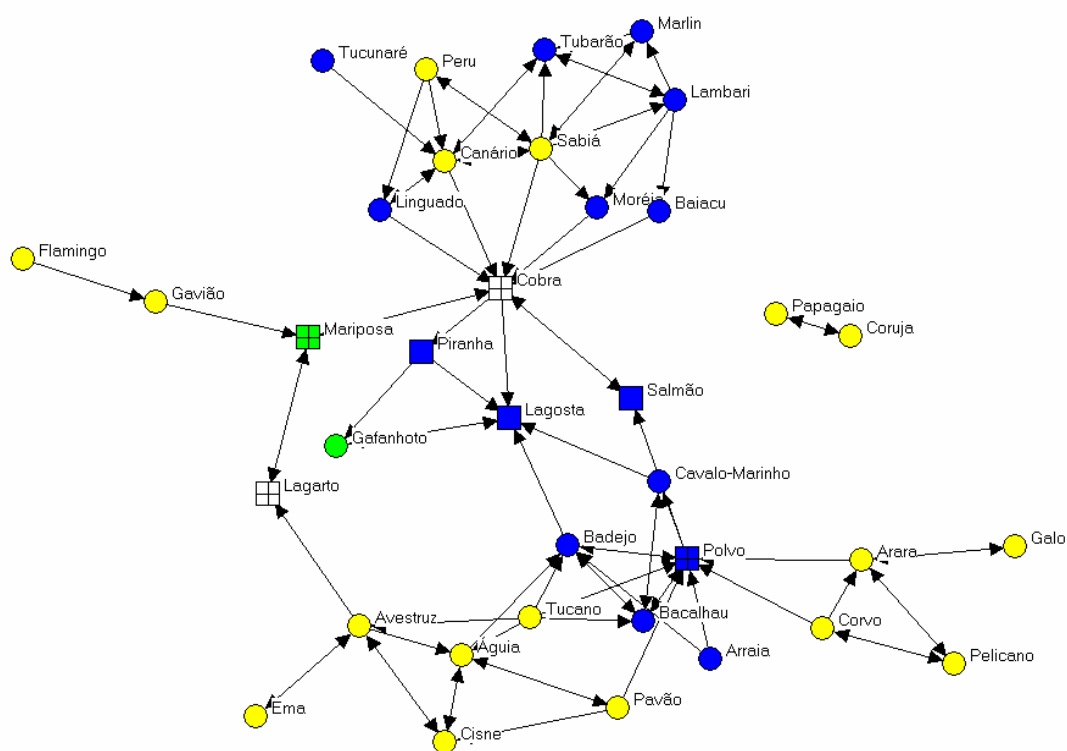 Marlin
Tubarão
Tucunaré
Peru
Lambari
Sabiá
Canário
Linguado
Moréia
Baiacu
Flamingo
Cobra
Gavião
Papagaio
Mariposa
Coruja
Piranha
Salmão
Lagosta
Gafanhoto
Cavalo-Marinho
Lagarto
Badejo
Polvo
Arara
Galo
Tucano
Bacalhau
Avestruz
Corvo
Águia
Arraia
Pelicano
Pavão
Ema
Cisne